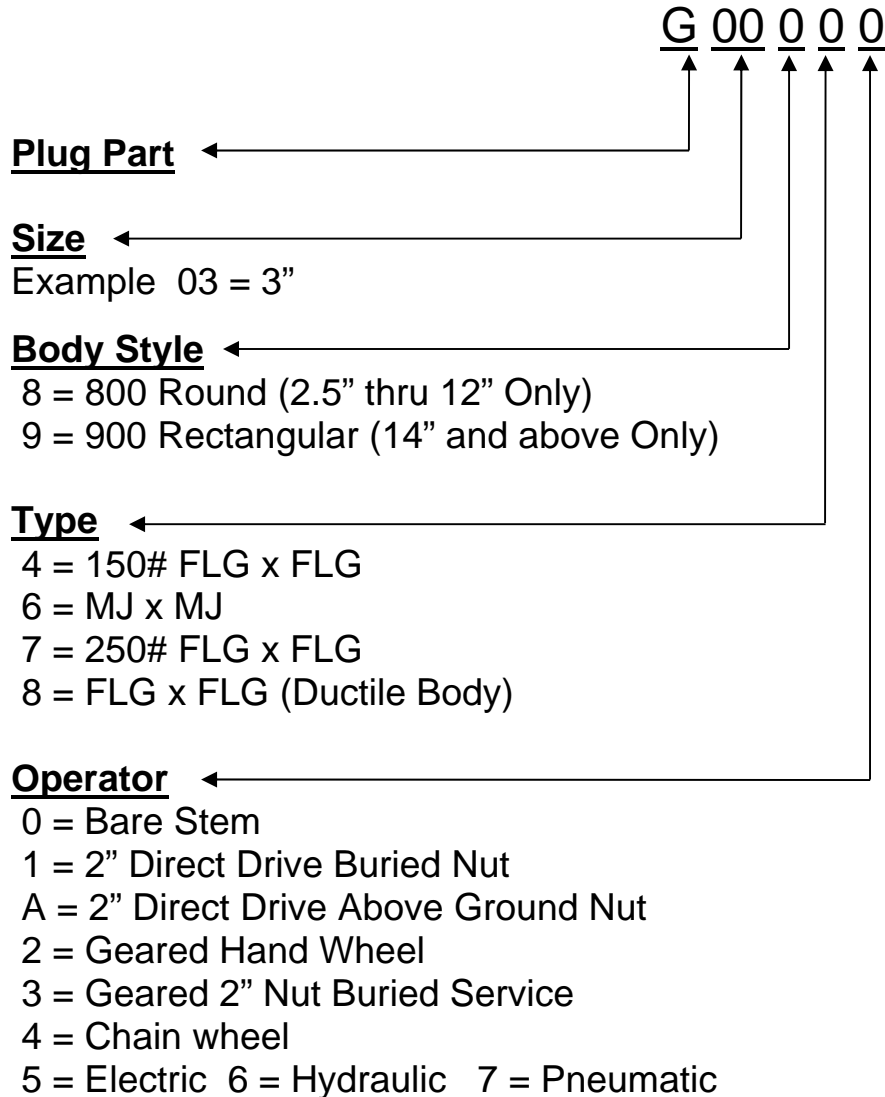 G 00 0 0 0
Plug Part
Size
Example 03 = 3”
Body Style
8 = 800 Round (2.5” thru 12” Only)
9 = 900 Rectangular (14” and above Only)
Type
4 = 150# FLG x FLG
6 = MJ x MJ
7 = 250# FLG x FLG
8 = FLG x FLG (Ductile Body)
Operator
0 = Bare Stem
1 = 2” Direct Drive Buried Nut
A = 2” Direct Drive Above Ground Nut
2 = Geared Hand Wheel
3 = Geared 2” Nut Buried Service
4 = Chain wheel
5 = Electric 6 = Hydraulic 7 = Pneumatic